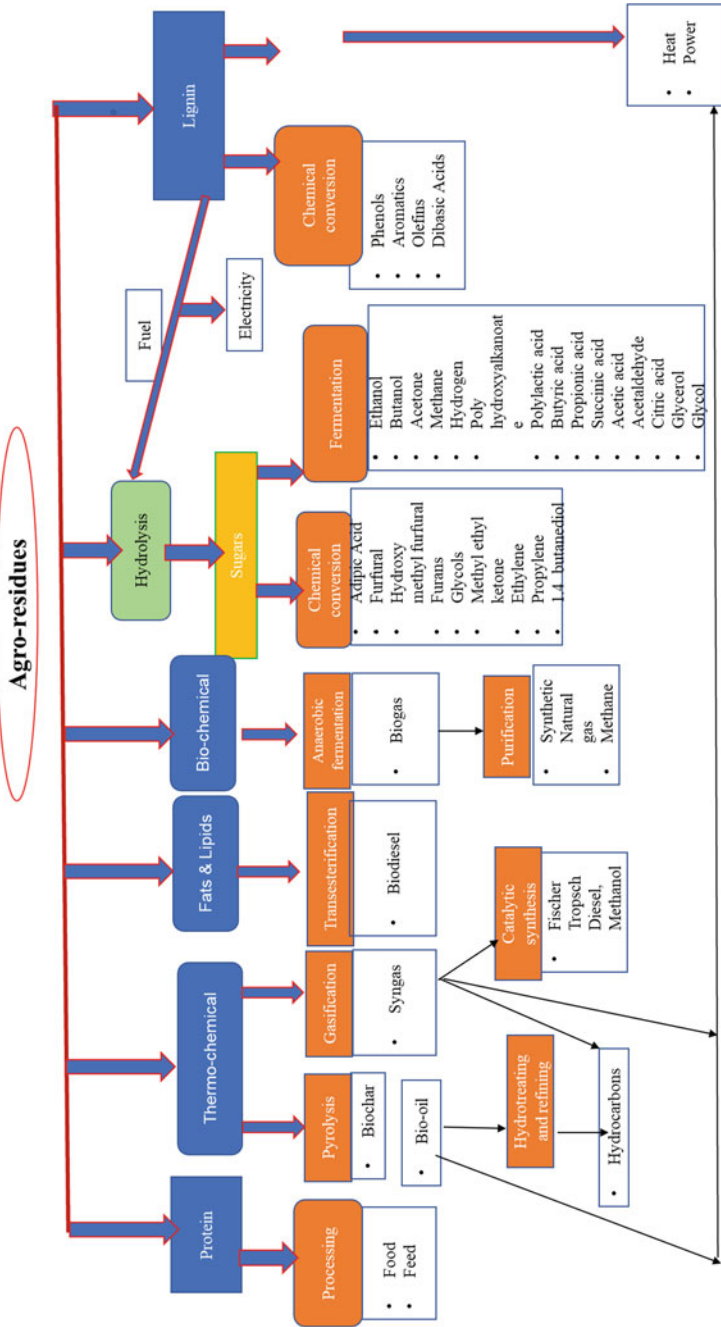 Agro-residues
Protein
Thermo-chemical
Fats & Lipids
Bio-chemical
Hydrolysis
Fuel
Lignin
Electricity
Sugars
Processing
• Food
• Feed
Pyrolysis
• Biochar
• Bio-oil
Gasification
• Syngas
Transesterification
• Biodiesel
Anaerobic
fermentation
• Biogas
Chemical
conversion
• Adipic Acid
• Furfural
• Hydroxy
methyl furfural
• Furans
• Glycols
• Methyl ethyl
ketone
• Ethylene
• Propylene
• 1.4 butanediol
Fermentation
• Ethanol
• Butanol
• Acetone
• Methane
• Hydrogen
• Poly
hydroxyalkanoat
e
• Polylactic acid
• Butyric acid
• Propionic acid
• Succinic acid
• Acetic acid
• Acetaldehyde
• Citric acid
• Glycerol
• Glycol
Chemical
conversion
• Phenols
• Aromatics
• Olefins
• Dibasic Acids
Hydrotreating
and refining
• Hydrocarbons
Catalytic
synthesis
• Fischer
Tropsch
Diesel,
Methanol
Purification
• Synthetic
Natural
gas
• Methane
• Heat
• Power